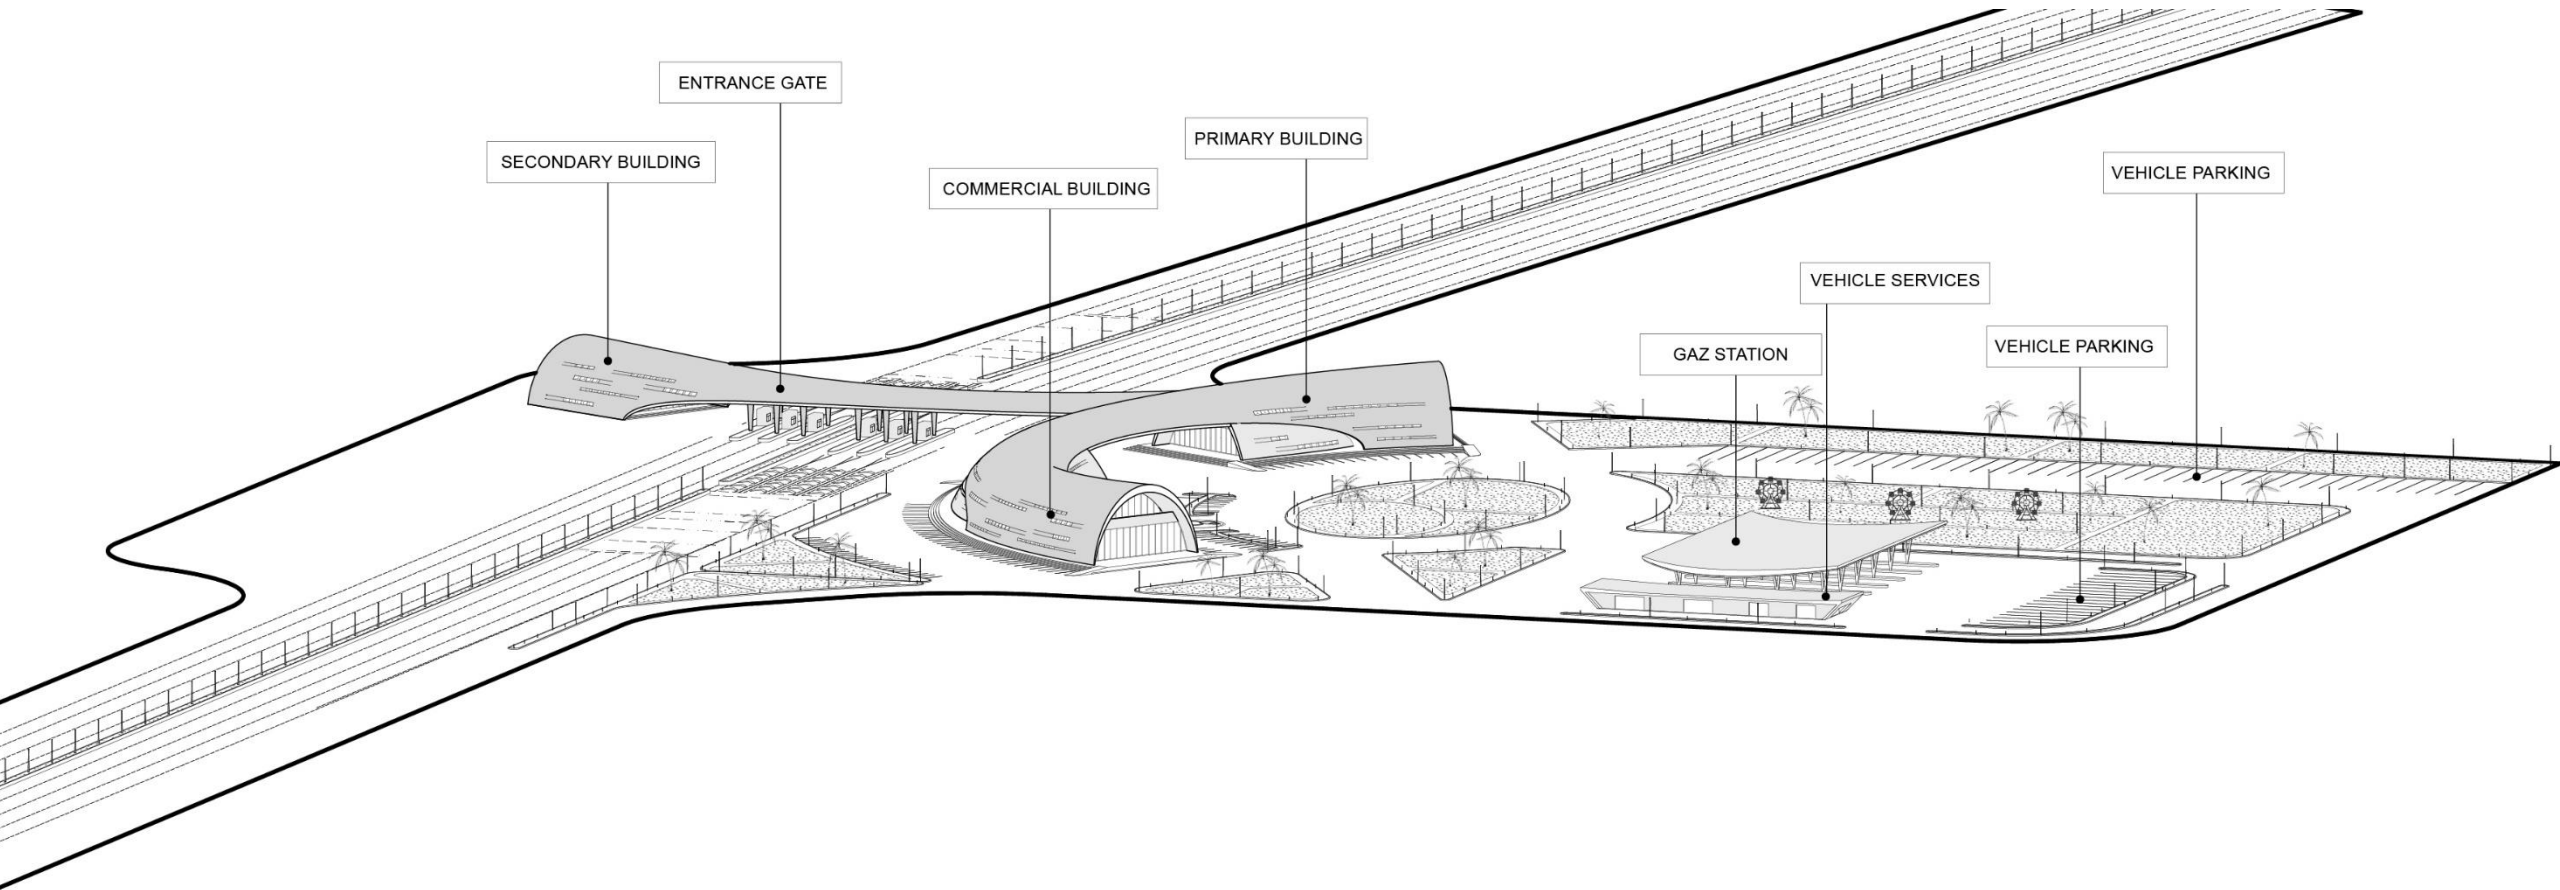 ENTRANCE GATE
SECONDARY BUILDING
COMMERCIAL BUILDING
PRIMARY BUILDING
VEHICLE PARKING
VEHICLE SERVICES
GAZ STATION
VEHICLE PARKING